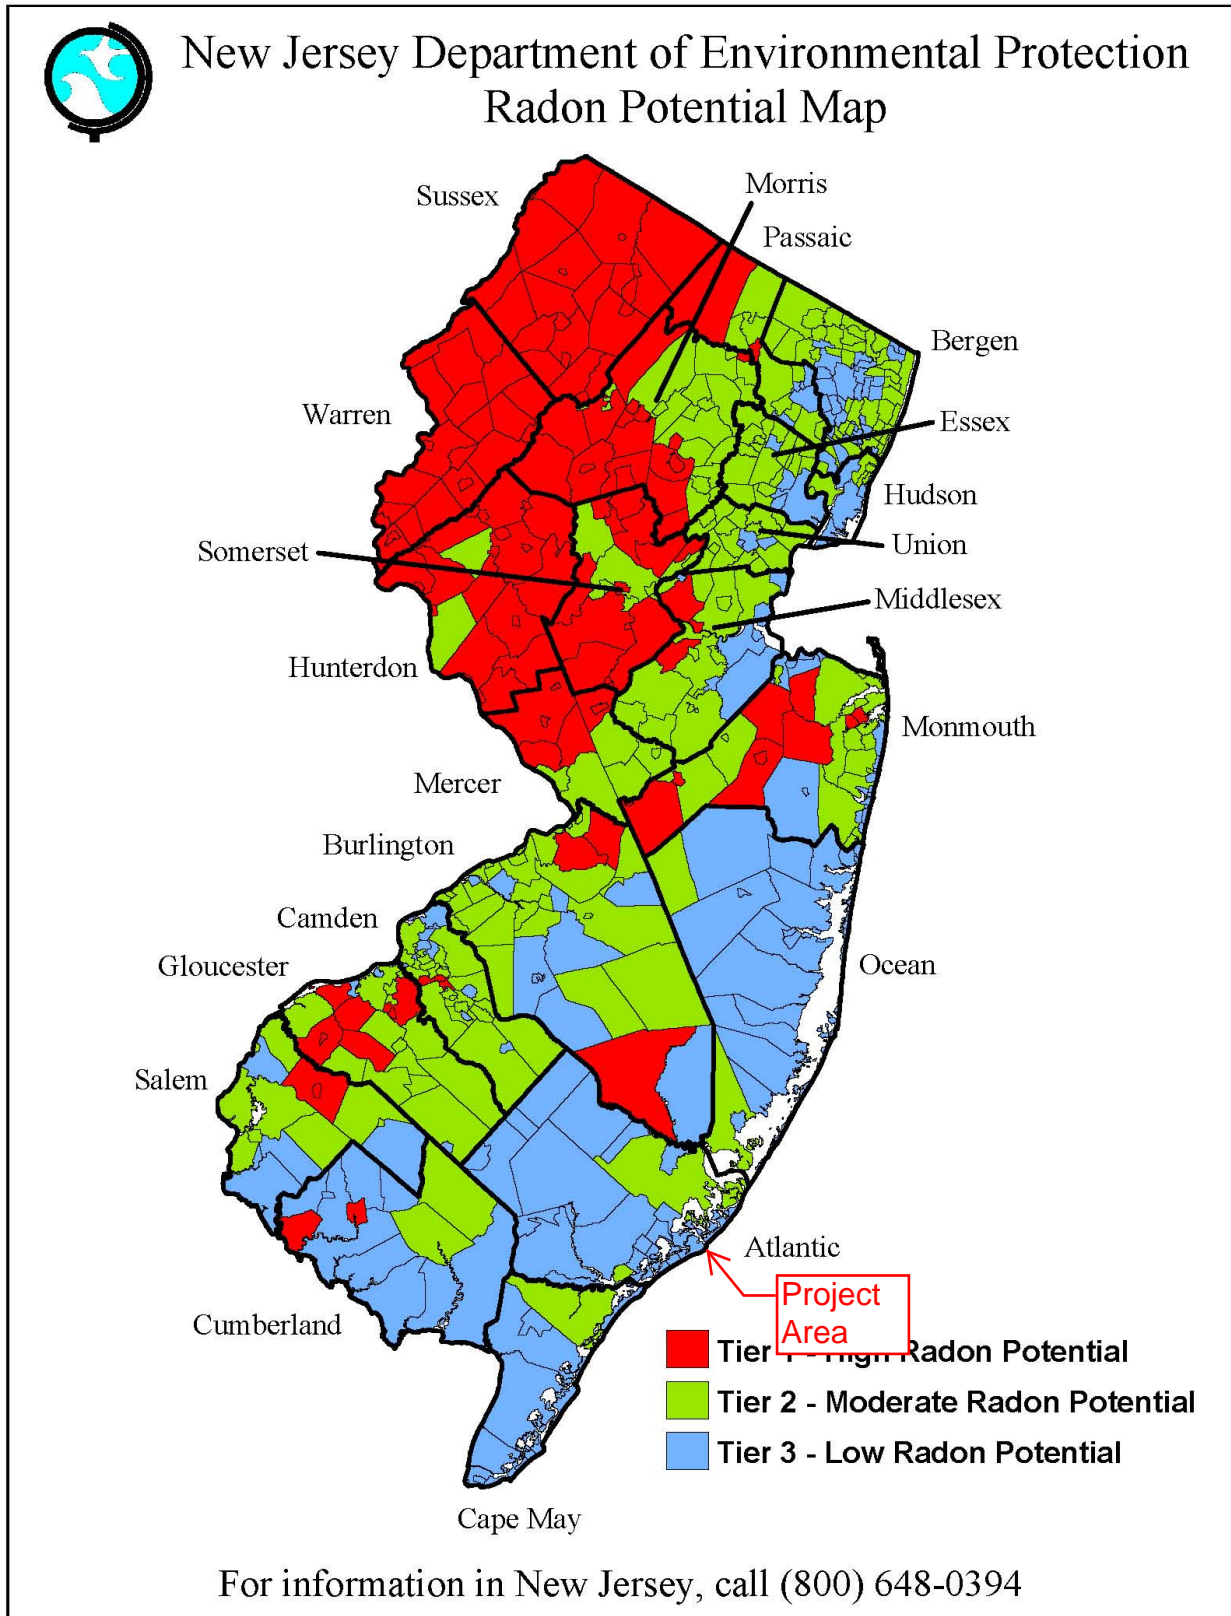 New Jersey Department of Environmental Protection
Radon Potential Map
Sussex
Morris
Passaic
Bergen
Warren
Essex
Hudson
Somerset
Union
Middlesex
Hunterdon
Monmouth
Mercer
Burlington
Camden
Gloucester
Ocean
Salem
Atlantic
Project
Area
Cumberland
Tier 1 - High Radon Potential
Tier 2 - Moderate Radon Potential
Tier 3 - Low Radon Potential
Cape May
For information in New Jersey, call (800) 648-0394